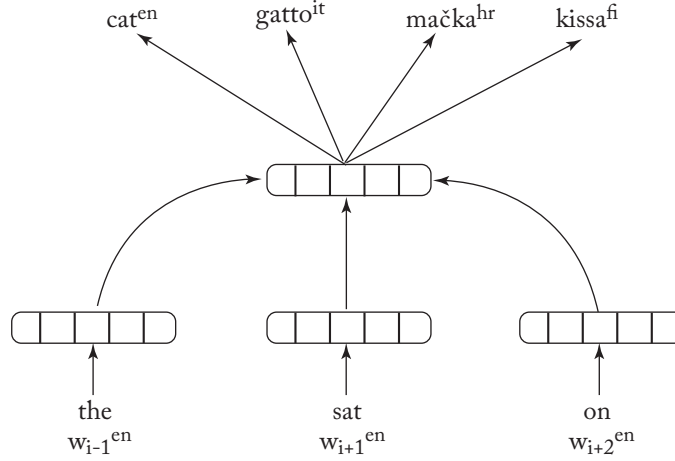 cat^en gatto^it mačka^hr kissa^fi
the sat on
w_i-1^en w_i+1^en w_i+2^en